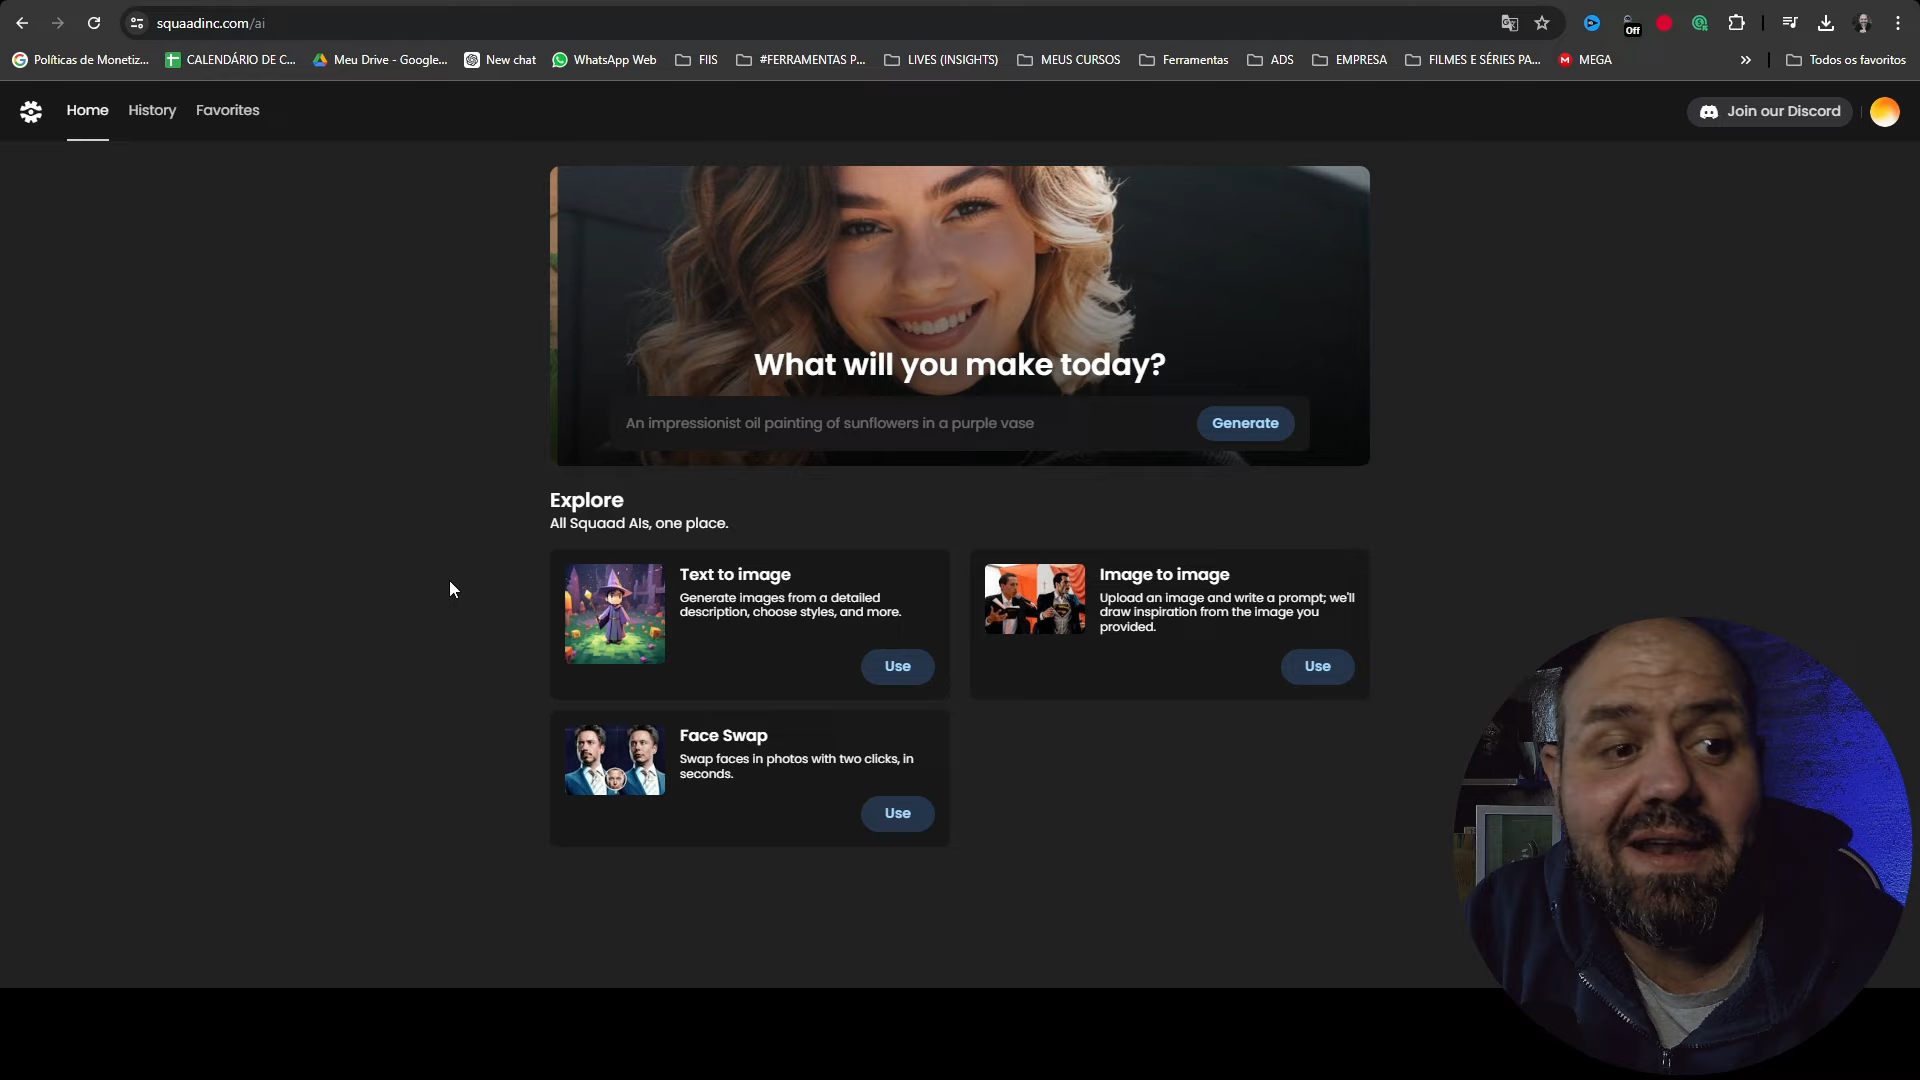 squaadinc.com/ai
Off
Políticas de Monetiz...
CALENDÁRIO DE C...
Meu Drive - Google...
New chat
WhatsApp Web
FIIS
#FERRAMENTAS P...
LIVES (INSIGHTS)
MEUS CURSOS
Ferramentas
ADS
EMPRESA
FILMES E SÉRIES PA...
M MEGA
»
Todos os favoritos
Home
History
Favorites
Join our Discord
What will you make today?
An impressionist oil painting of sunflowers in a purple vase
Generate
Explore
All Squaad AIs, one place.
Text to image
Generate images from a detailed
description, choose styles, and more.
Use
Image to image
Upload an image and write a prompt; we'll
draw inspiration from the image you
provided.
Use
Face Swap
Swap faces in photos with two clicks, in
seconds.
Use